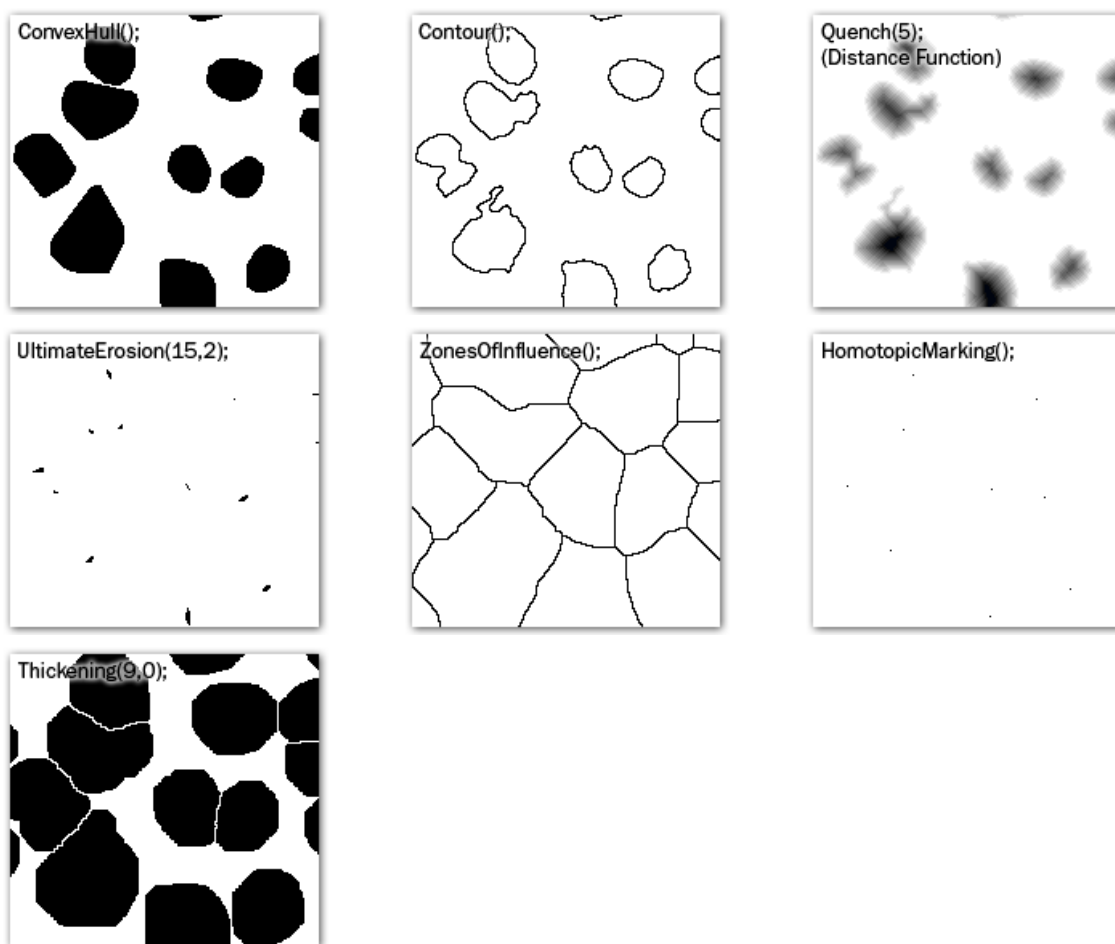 ConvexHull();
Contour();
Quench(5);
(Distance Function)
UltimateErosion(15,2);
ZonesOfInfluence();
HomotopicMarking();
Thickening(9,0);